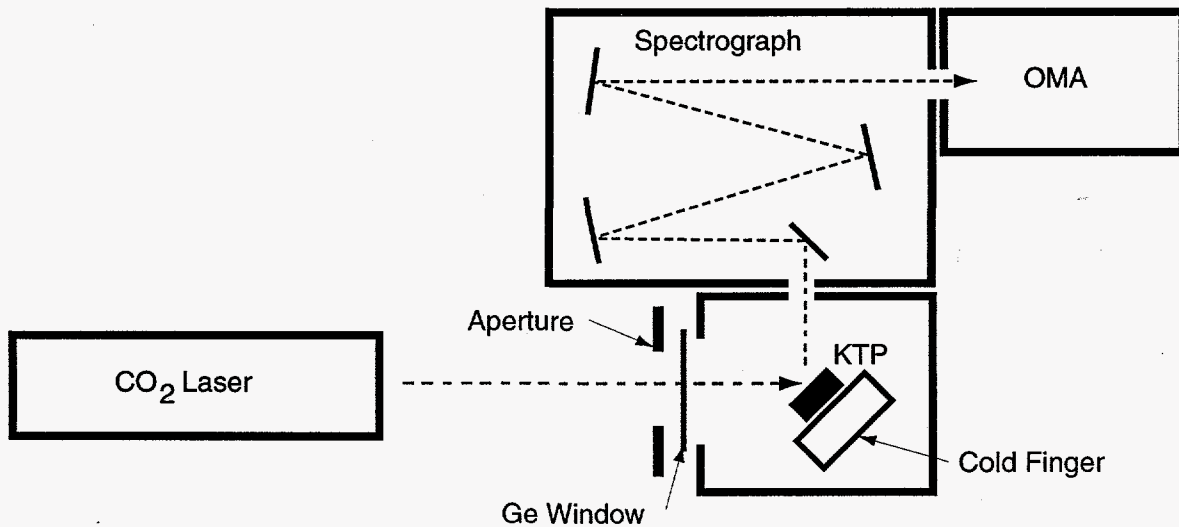 Spectrograph
OMA
Aperture
KTP
CO2 Laser
Cold Finger
Ge Window